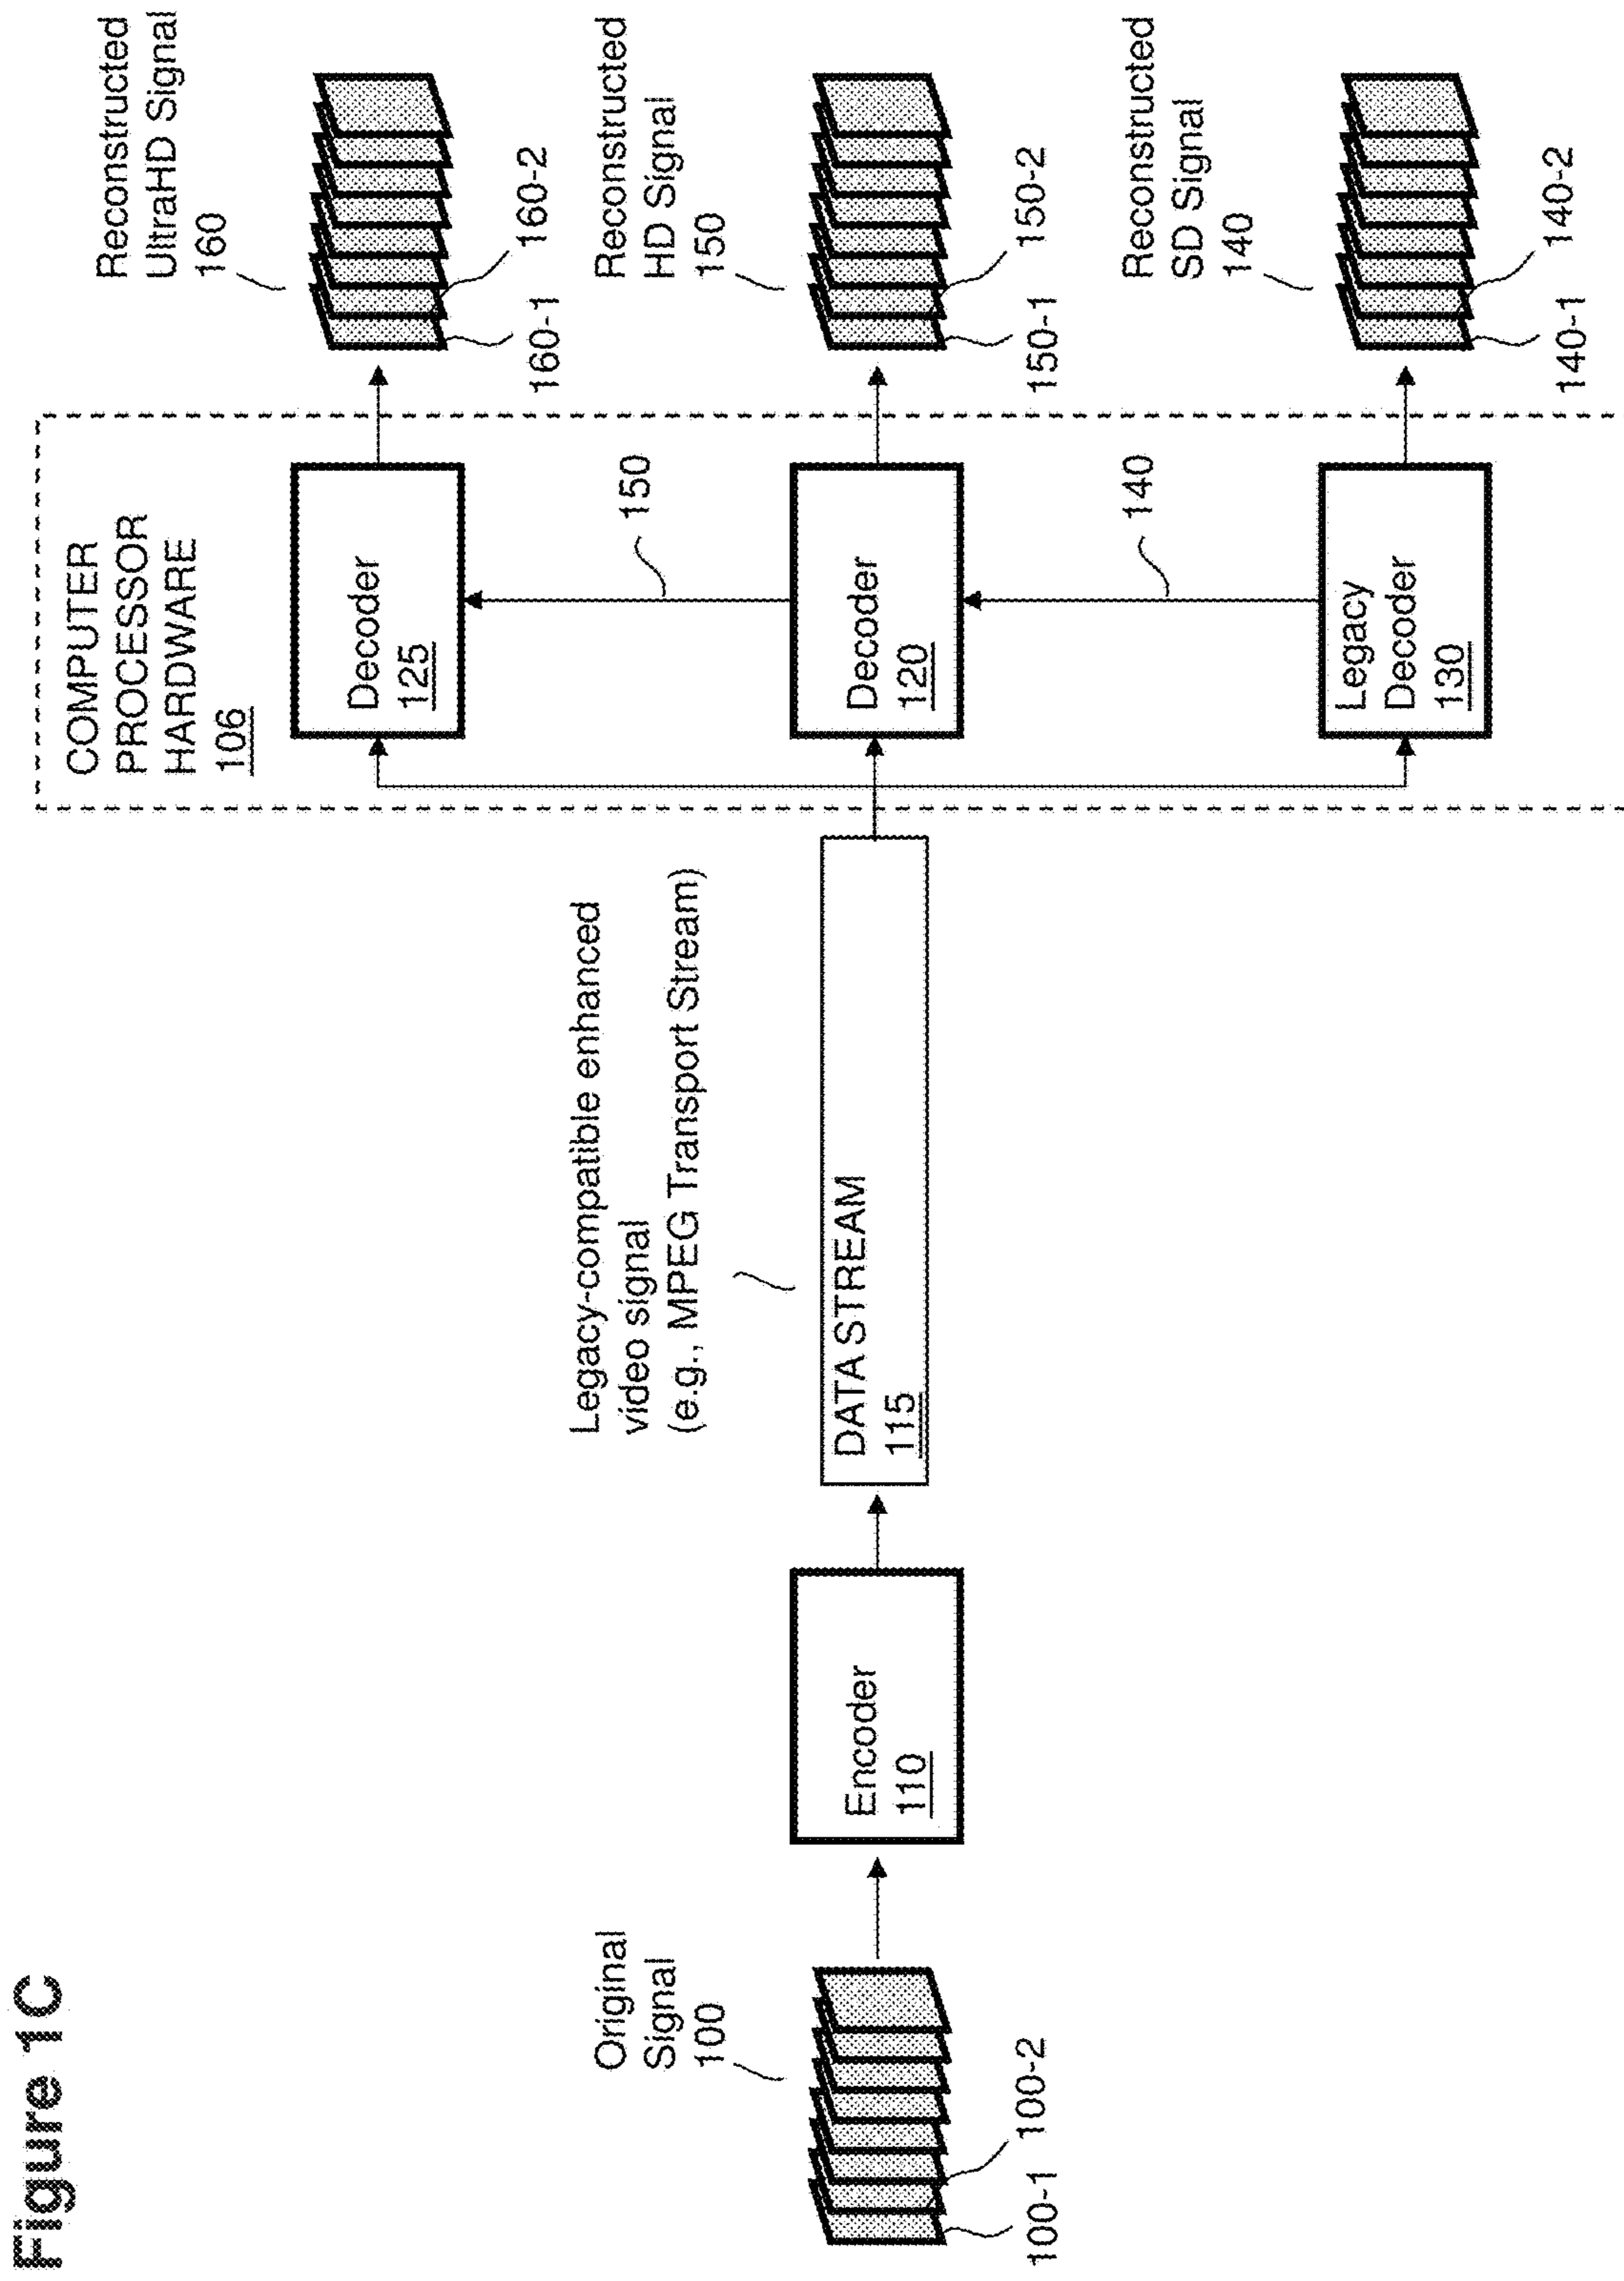 Figure 1C
Original
Signal
100
100-1
100-2
Encoder
110
Legacy-compatible enhanced
video signal
(e.g., MPEG Transport Stream)
DATA STREAM
115
COMPUTER
PROCESSOR
HARDWARE
106
Decoder
125
150
Decoder
120
140
Legacy
Decoder
130
Reconstructed
UltraHD Signal
160
160-1
160-2
Reconstructed
HD Signal
150
150-1
150-2
Reconstructed
SD Signal
140
140-1
140-2